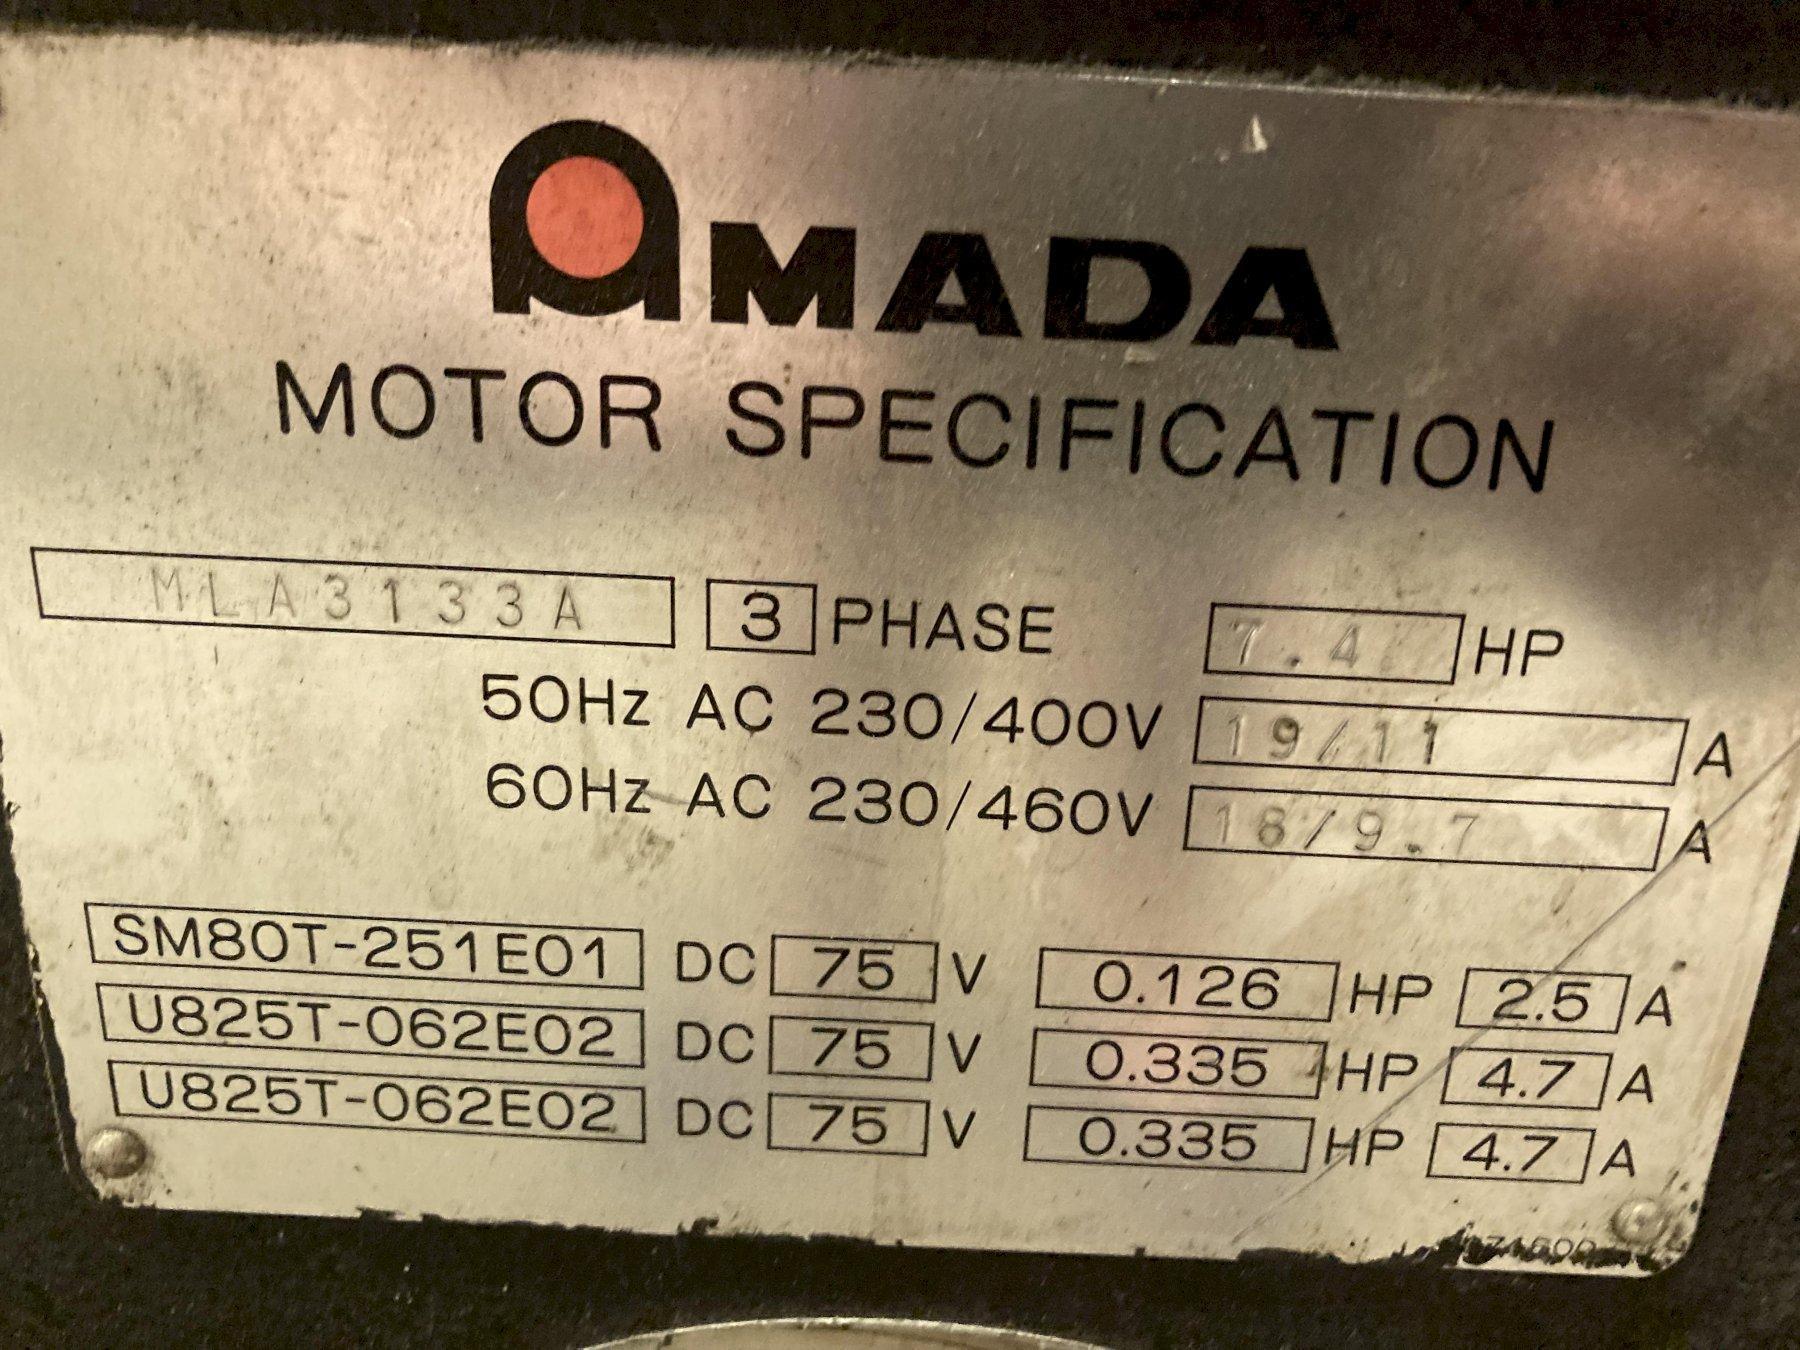 AMADA
MOTOR SPECIFICATION
MLA3133A 3 PHASE 7.4 HP
50Hz AC 230/400V 19/11 A
60Hz AC 230/460V 18/9.7 A
SM80T-251E01 DC 75 V 0.126 HP 2.5 A
U825T-062E02 DC 75 V 0.335 HP 4.7 A
U825T-062E02 DC 75 V 0.335 HP 4.7 A